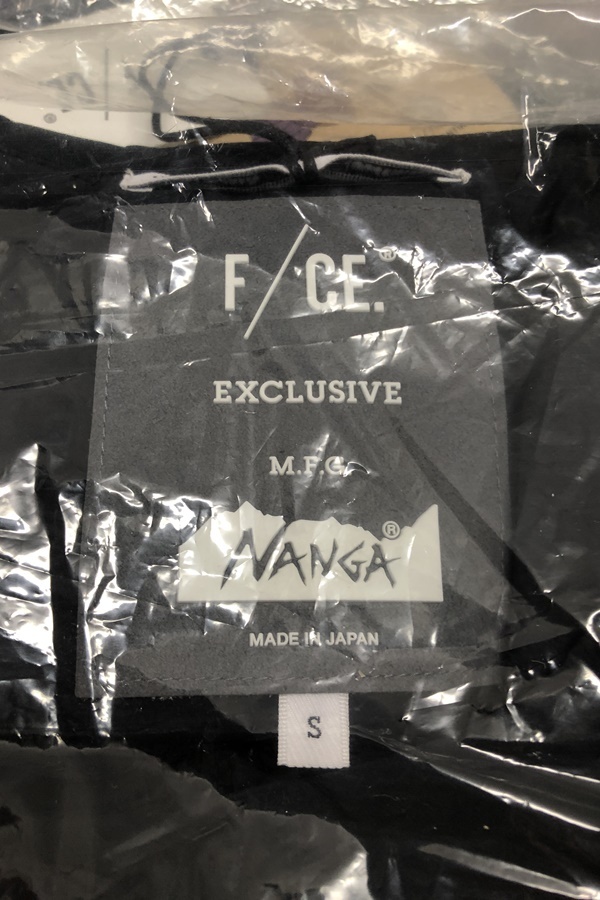 F/CE.®
EXCLUSIVE
M.F.G
NANGA®
MADE IN JAPAN
S